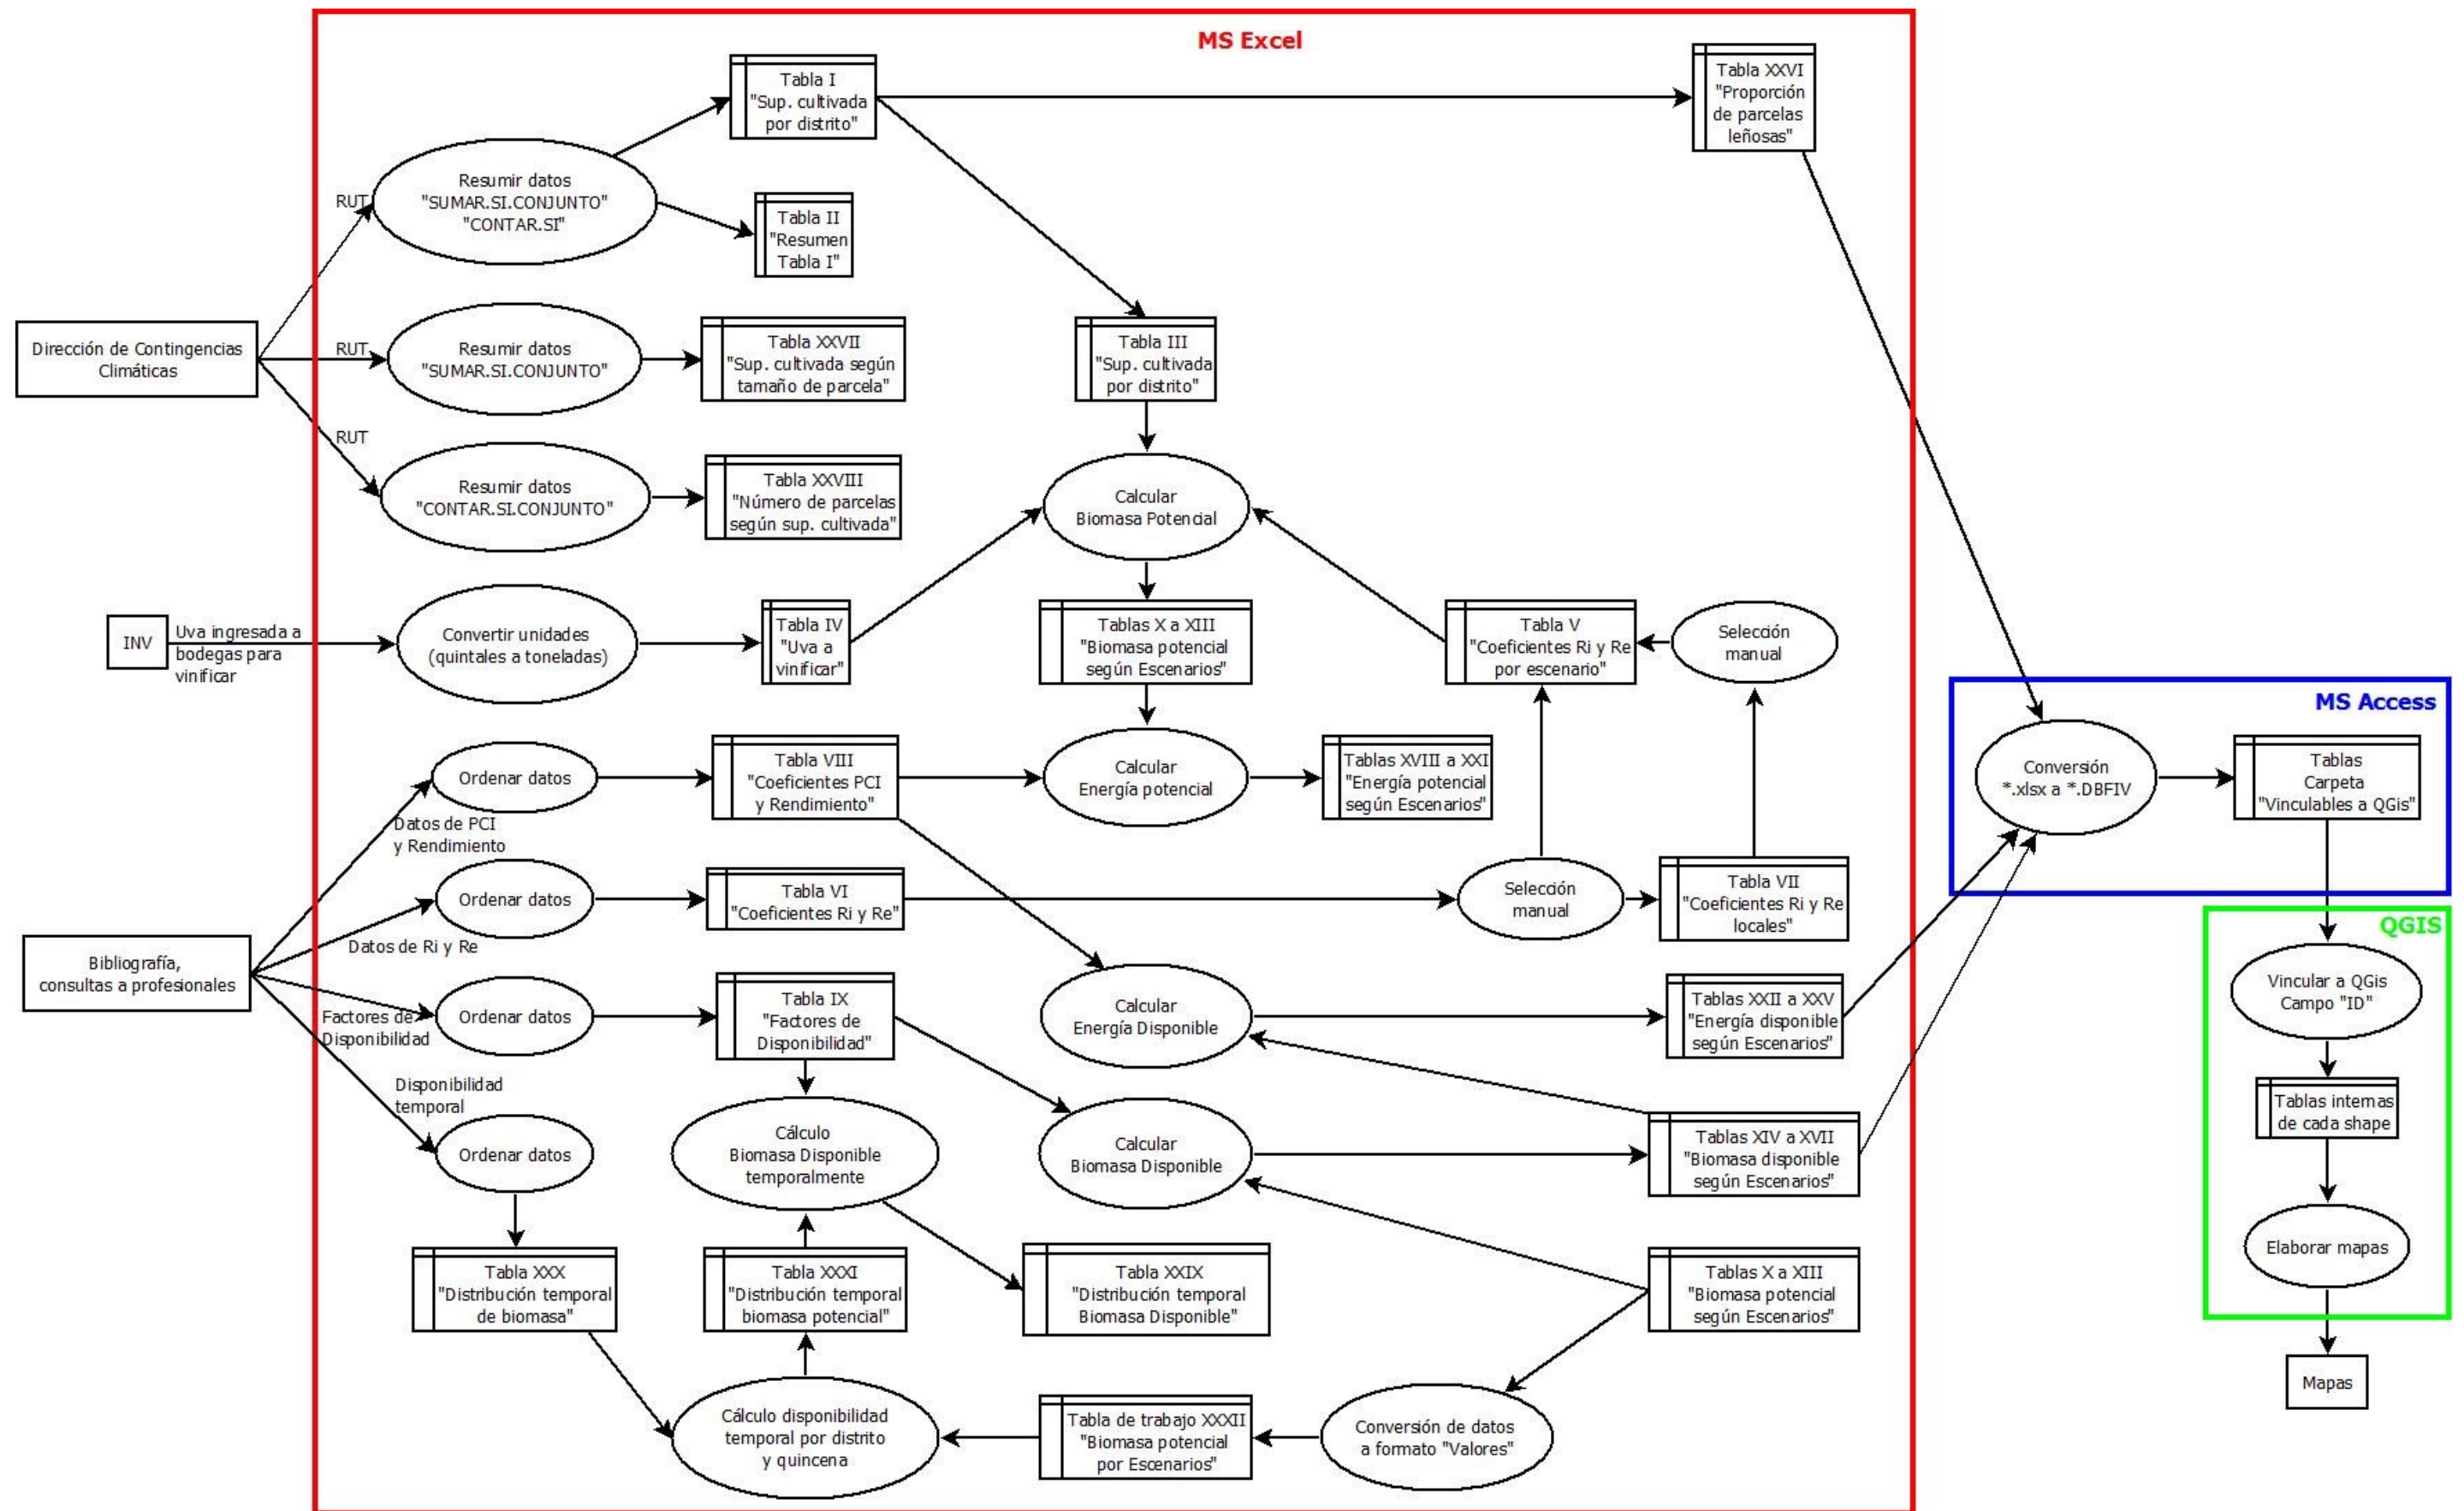 MS Excel
Tabla I
"Sup. cultivada
por distrito"
Tabla XXVI
"Proporción
de parcelas
leñosas"
RUT
Resumir datos
"SUMAR.SI.CONJUNTO"
"CONTAR.SI"
Tabla II
"Resumen
Tabla I"
Dirección de Contingencias
Climáticas
RUT
Resumir datos
"SUMAR.SI.CONJUNTO"
Tabla XXVII
"Sup. cultivada según
tamaño de parcela"
Tabla III
"Sup. cultivada
por distrito"
RUT
Resumir datos
"CONTAR.SI.CONJUNTO"
Tabla XXVIII
"Número de parcelas
según sup. cultivada"
Calcular
Biomasa Potencial
INV
Uva ingresada a
bodegas para
vinificar
Convertir unidades
(quintales a toneladas)
Tabla IV
"Uva a
vinificar"
Tablas X a XIII
"Biomasa potencial
según Escenarios"
Tabla V
"Coeficientes Ri y Re
por escenario"
Selección
manual
MS Access
Ordenar datos
Tabla VIII
"Coeficientes PCI
y Rendimiento"
Calcular
Energía potencial
Tablas XVIII a XXI
"Energía potencial
según Escenarios"
Conversión
*.xlsx a *.DBFIV
Tablas
Carpeta
"Vinculables a QGis"
Datos de PCI
y Rendimiento
Ordenar datos
Tabla VI
"Coeficientes Ri y Re"
Selección
manual
Tabla VII
"Coeficientes Ri y Re
locales"
QGIS
Datos de Ri y Re
Bibliografía,
consultas a profesionales
Factores de
Disponibilidad
Ordenar datos
Tabla IX
"Factores de
Disponibilidad"
Calcular
Energía Disponible
Tablas XXII a XXV
"Energía disponible
según Escenarios"
Vincular a QGis
Campo "ID"
Disponibilidad
temporal
Ordenar datos
Cálculo
Biomasa Disponible
temporalmente
Calcular
Biomasa Disponible
Tablas XIV a XVII
"Biomasa disponible
según Escenarios"
Tablas internas
de cada shape
Tabla XXX
"Distribución temporal
de biomasa"
Tabla XXXI
"Distribución temporal
biomasa potencial"
Tabla XXIX
"Distribución temporal
Biomasa Disponible"
Tablas X a XIII
"Biomasa potencial
según Escenarios"
Elaborar mapas
Mapas
Cálculo disponibilidad
temporal por distrito
y quincena
Tabla de trabajo XXXII
"Biomasa potencial
por Escenarios"
Conversión de datos
a formato "Valores"